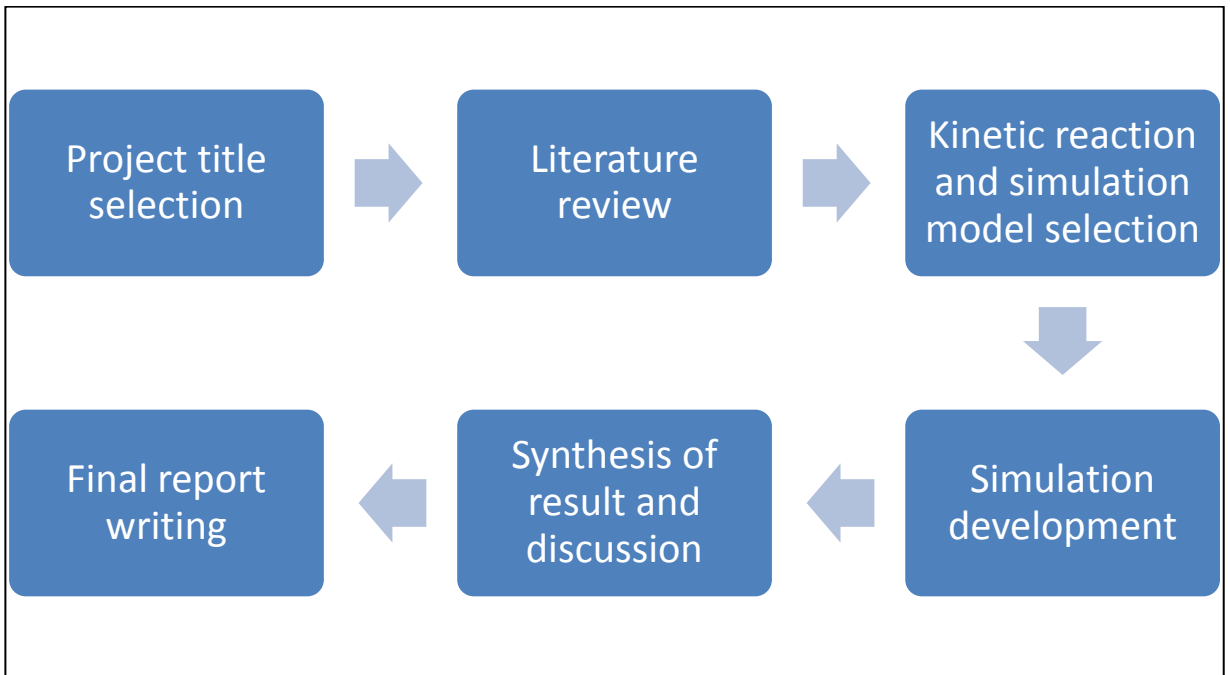 Project title
selection
Literature
review
Kinetic reaction
and simulation
model selection
Simulation
development
Synthesis of
result and
discussion
Final report
writing